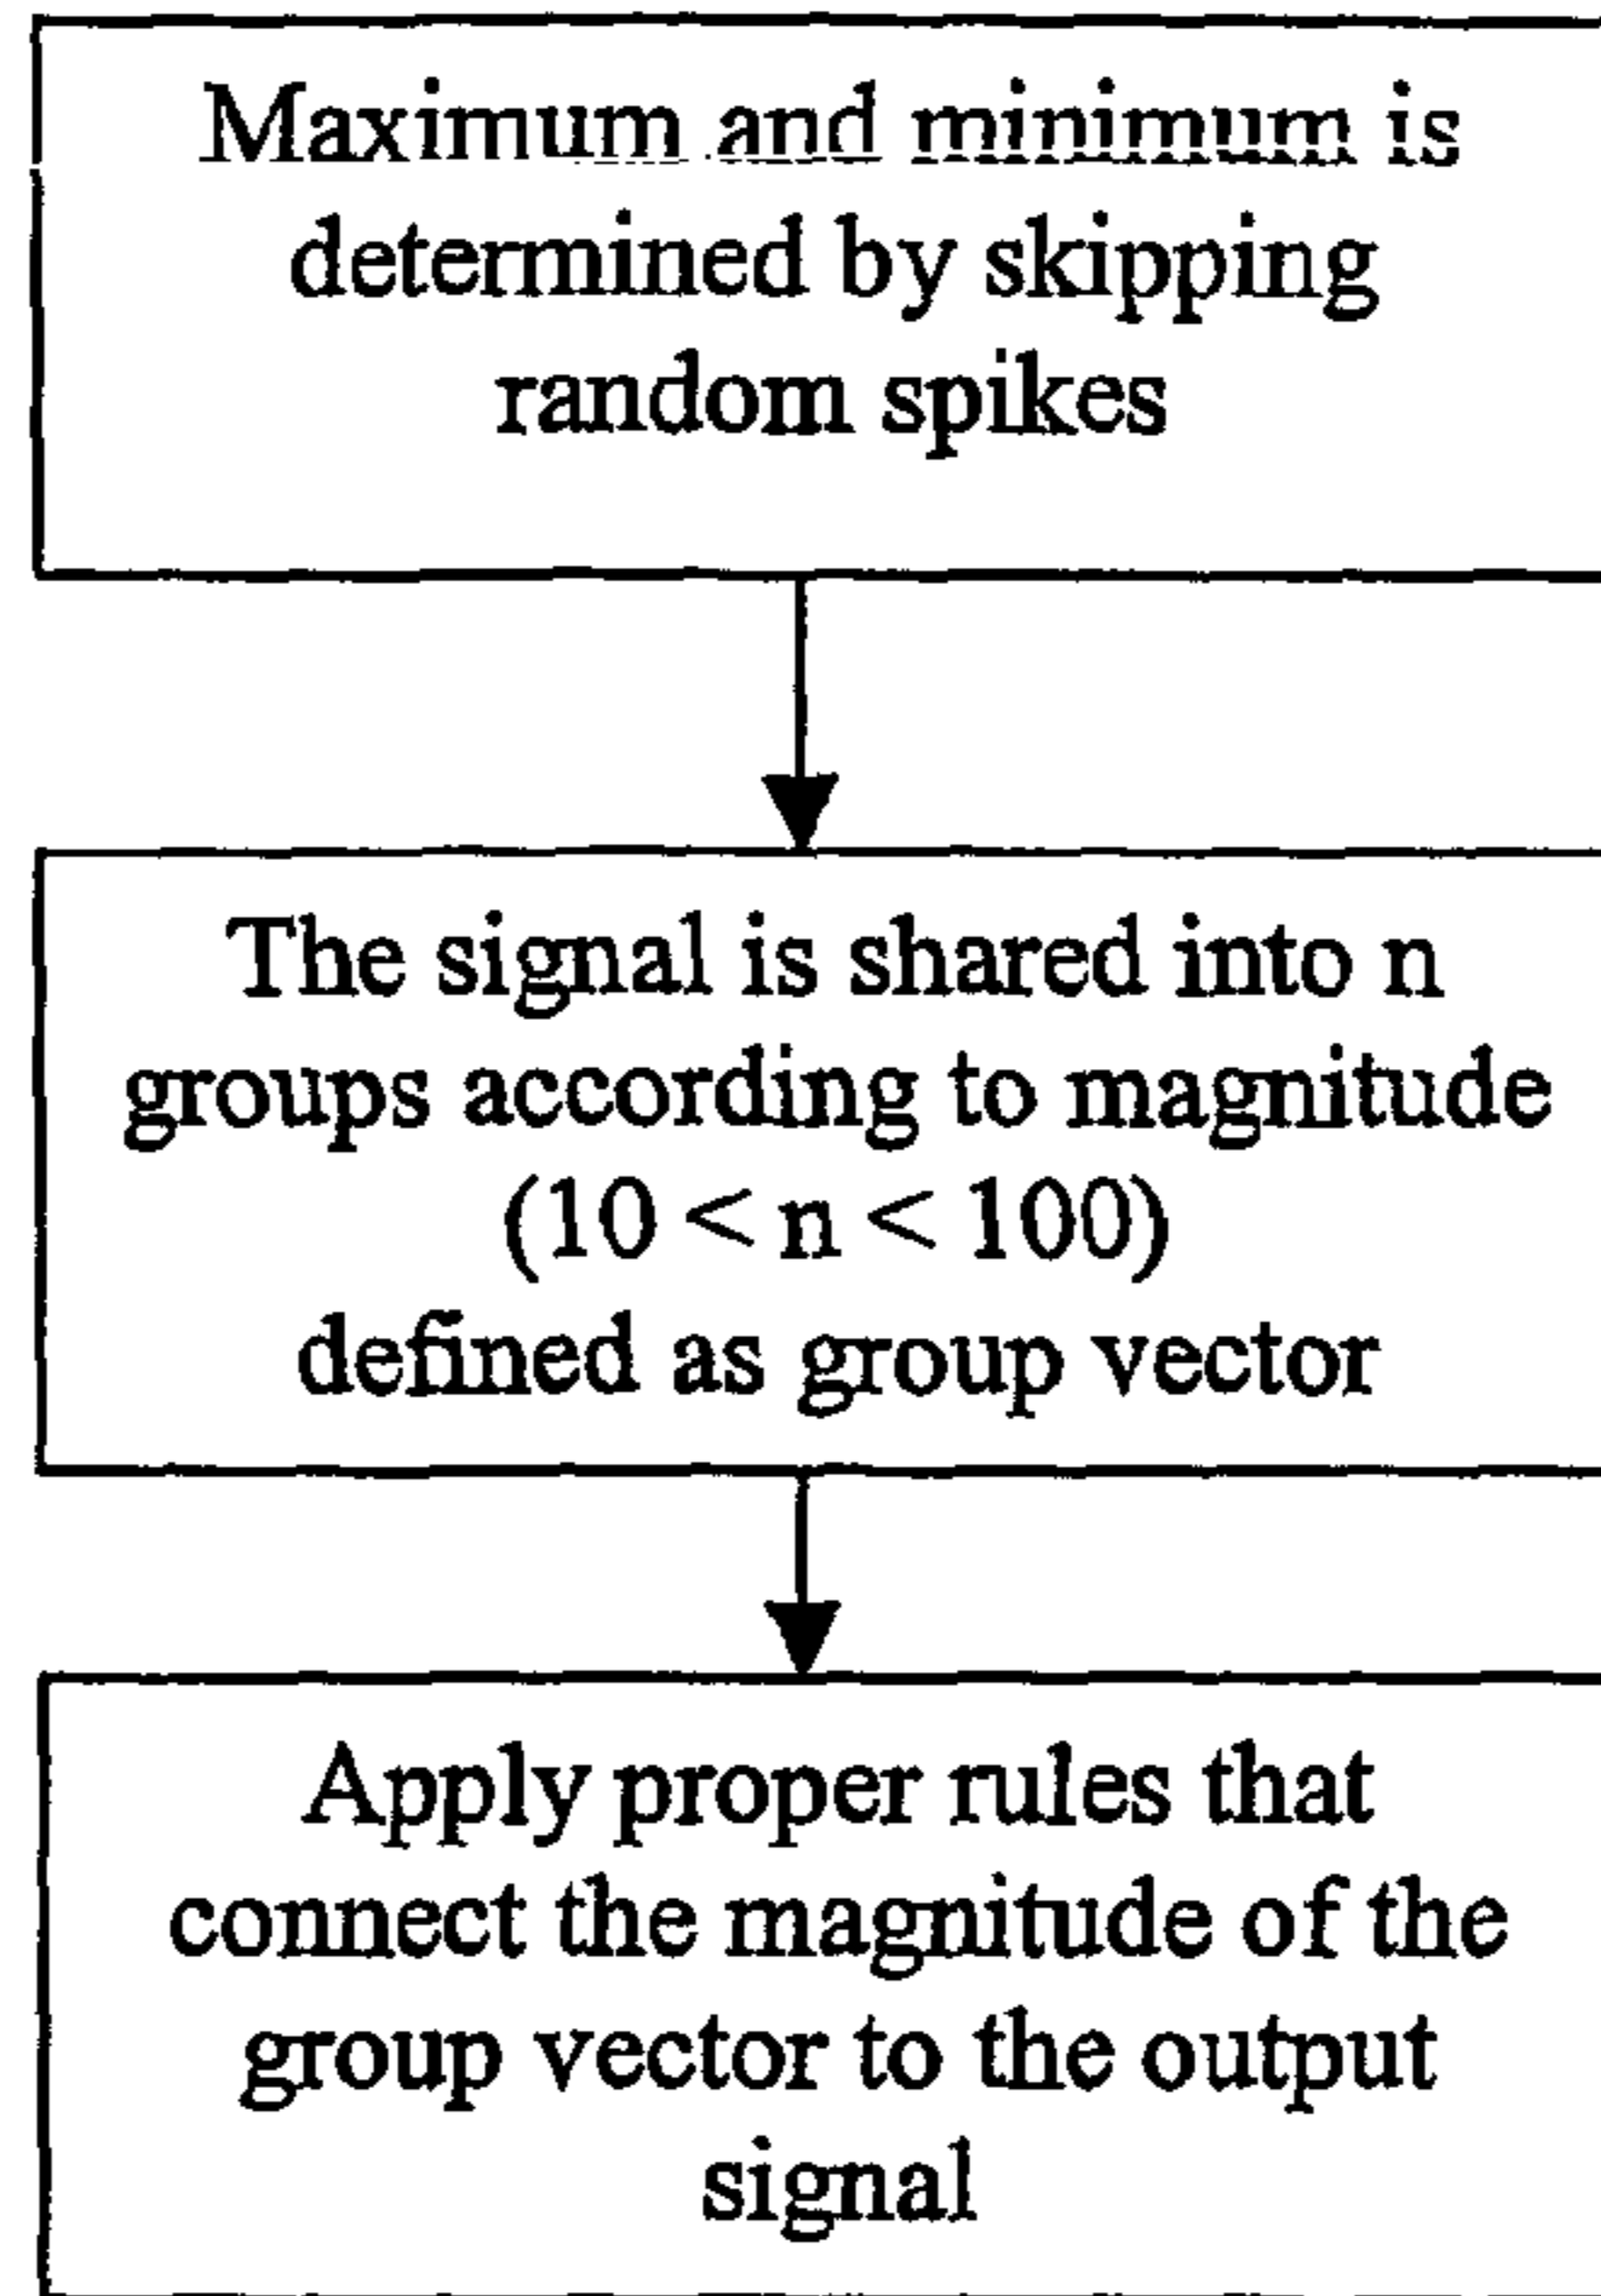 Maximum and minimum is
determined by skipping
random spikes
The signal is shared into n
groups according to magnitude
(10 < n < 100)
defined as group vector
Apply proper rules that
connect the magnitude of the
group vector to the output
signal